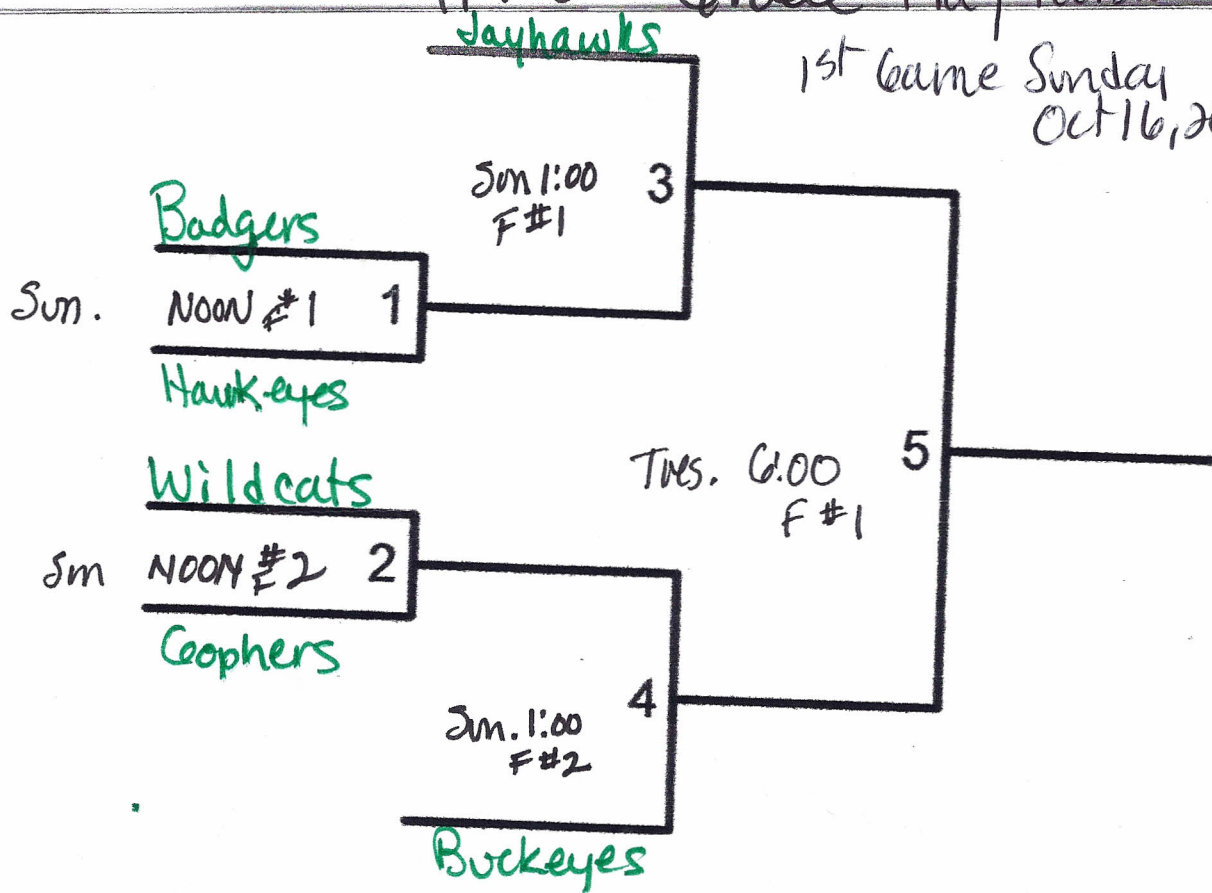 Jayhawks
1st Game Sunday
Oct 16, 20
Sun 1:00 3
F #1
Badgers
Sun. NOON F#1 1
Hawkeyes
Wildcats
Tues. 6:00 5
F #1
Sun NOON F#2 2
Gophers
4
Sun. 1:00
F #2
Buckeyes